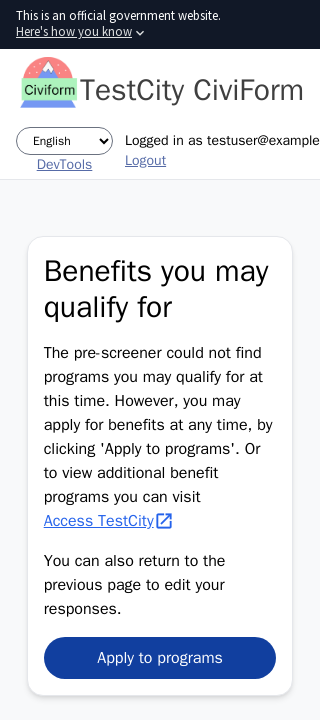 This is an official government website.
Here's how you know
Civiform
TestCity CiviForm
English
Logged in as testuser@example
DevTools
Logout
Benefits you may
qualify for
The pre-screener could not find
programs you may qualify for at
this time. However, you may
apply for benefits at any time, by
clicking 'Apply to programs'. Or
to view additional benefit
programs you can visit
Access TestCity
You can also return to the
previous page to edit your
responses.
Apply to programs